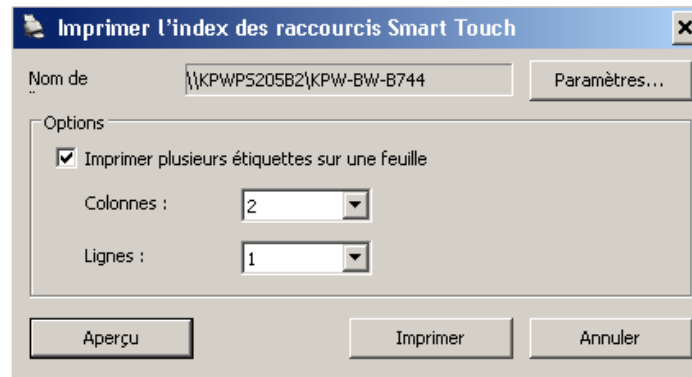 Imprimer l'index des raccourcis Smart Touch
Nom de \\KPWPS205B2\KPW-BW-B744 Paramètres...
Options
Imprimer plusieurs étiquettes sur une feuille
Colonnes : 2
Lignes : 1
Aperçu Imprimer Annuler